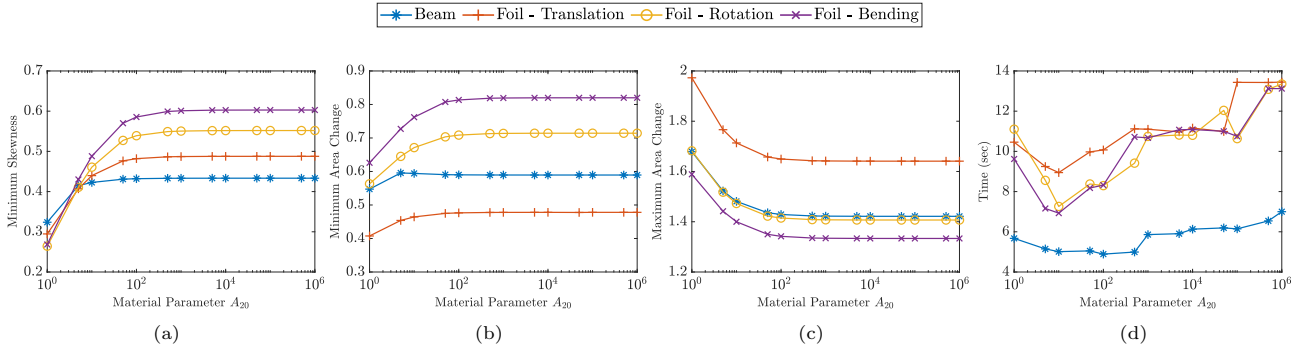 Beam Foil - Translation Foil - Rotation Foil - Bending
Minimum Skewness
0.7
0.6
0.5
0.4
0.3
0.2
10^0 10^2 10^4 10^6
Material Parameter A_20
(a)
Minimum Area Change
0.9
0.8
0.7
0.6
0.5
0.4
0.3
10^0 10^2 10^4 10^6
Material Parameter A_20
(b)
Maximum Area Change
2
1.8
1.6
1.4
1.2
10^0 10^2 10^4 10^6
Material Parameter A_20
(c)
Time (sec)
14
12
10
8
6
4
10^0 10^2 10^4 10^6
Material Parameter A_20
(d)